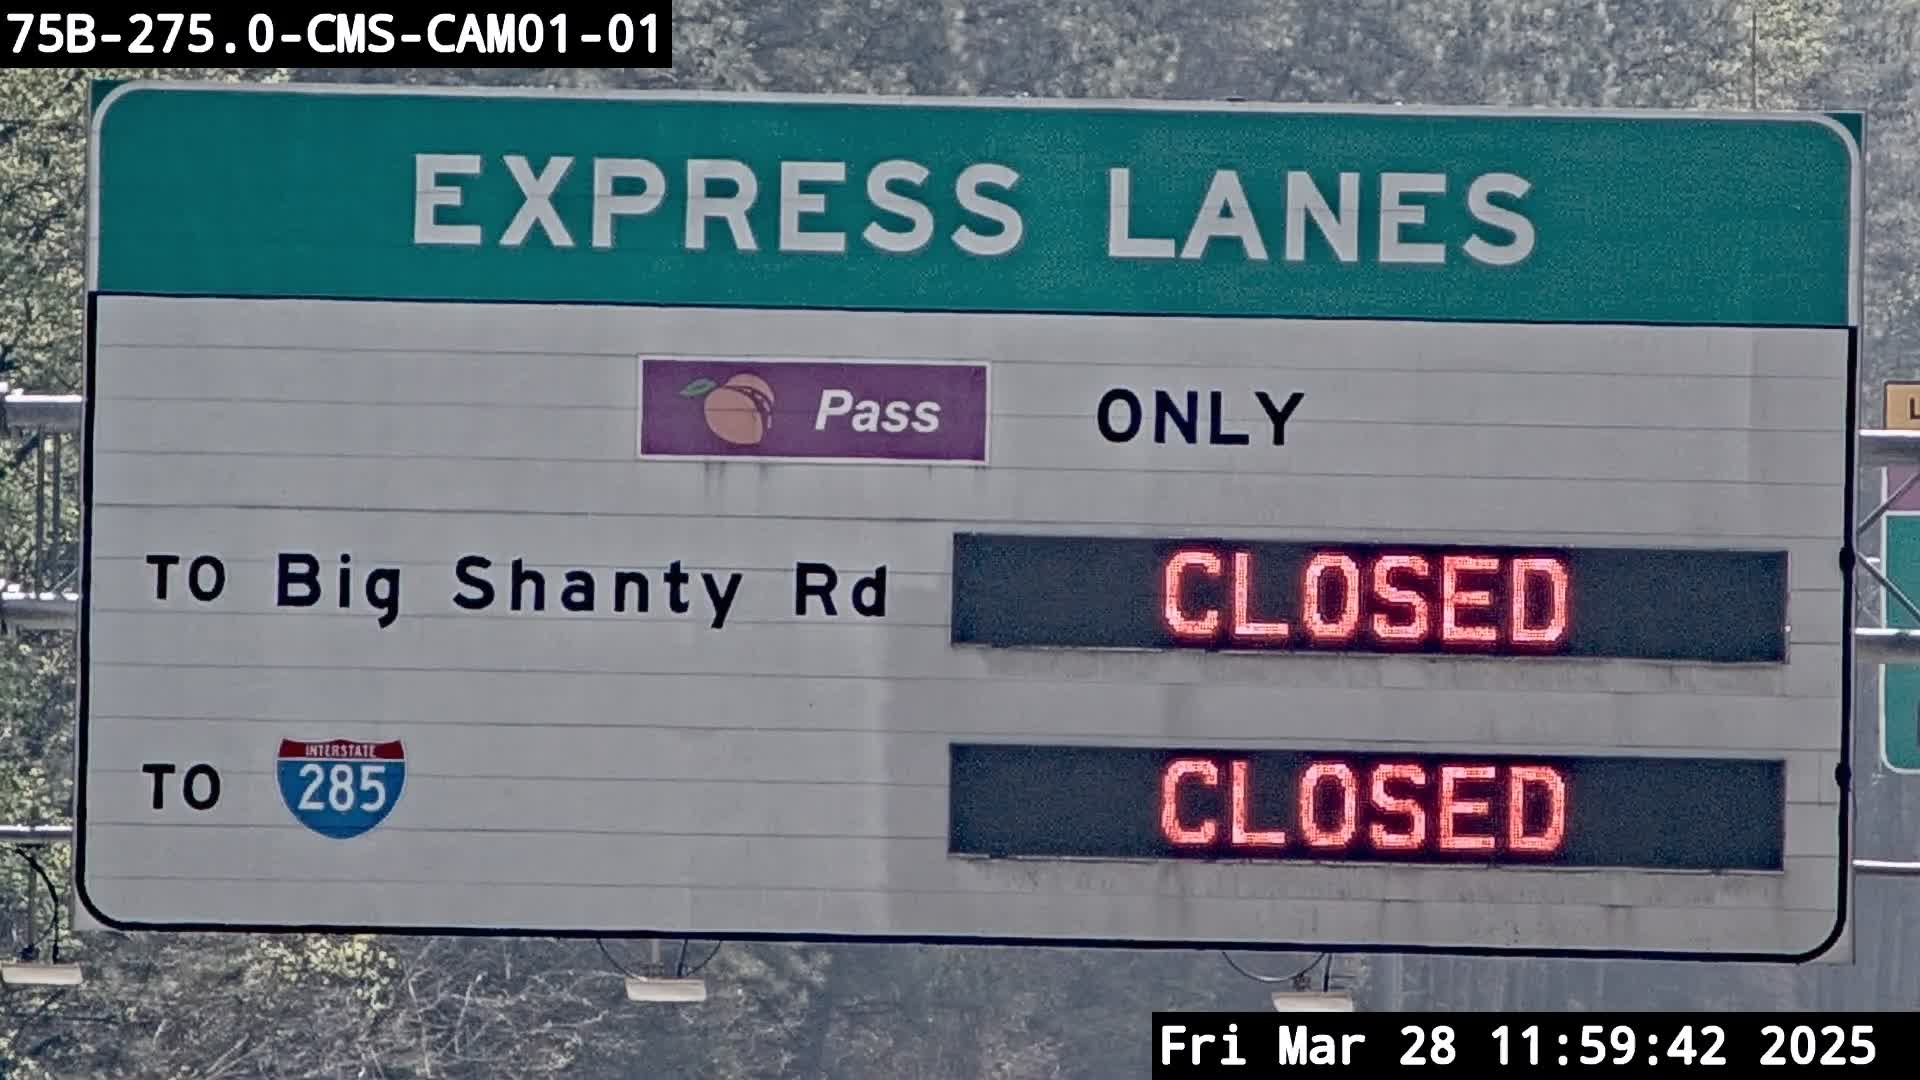 75B-275.0-CMS-CAM01-01
EXPRESS LANES
Pass ONLY
TO Big Shanty Rd CLOSED
INTERSTATE
TO 285 CLOSED
Fri Mar 28 11:59:42 2025